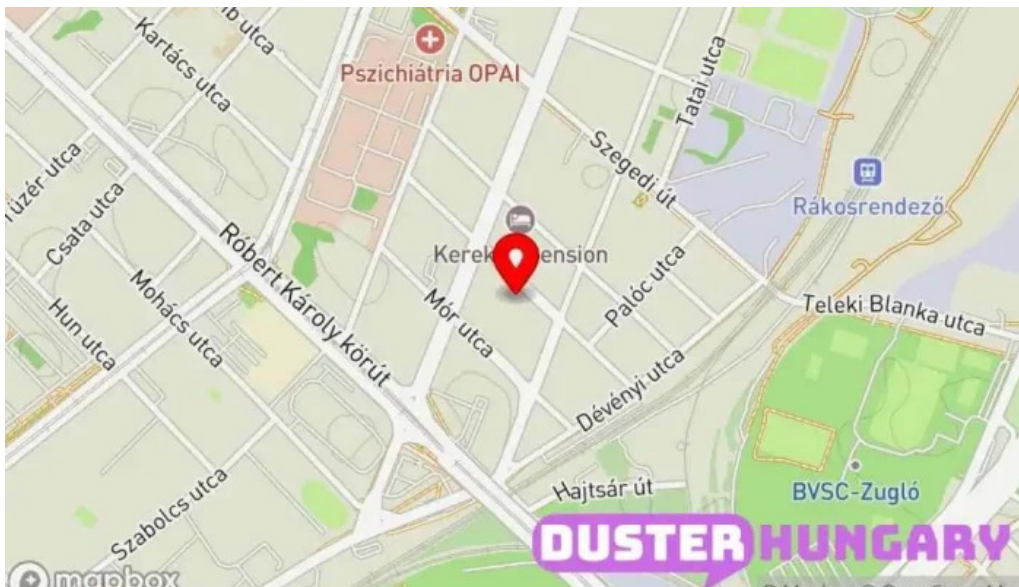 utca
Kartács utca
Pszichiátria OPAI
Tatai utca
Szegedi út
Tüzér utca
Csata utca
Rákosrendező
Róbert Károly körút
Palóc utca
Mohács utca
Mór utca
Teleki Blanka utca
Hun utca
Dévényi utca
Hajtsár út
BVSC-Zugló
Szabolcs utca
DUSTER HUNGARY
mapbox